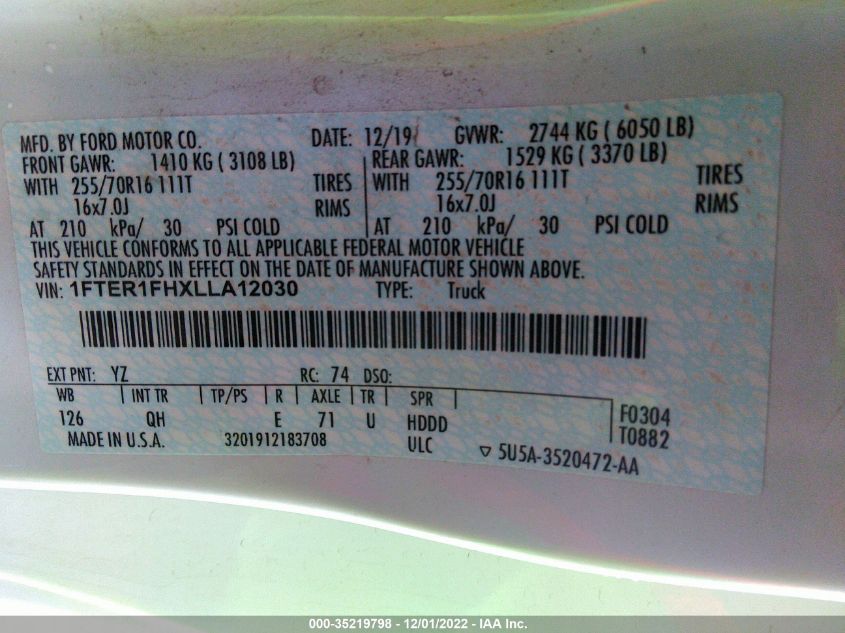 MFD. BY FORD MOTOR CO. DATE: 12/19 GVWR: 2744 KG ( 6050 LB)
FRONT GAWR: 1410 KG ( 3108 LB) REAR GAWR: 1529 KG ( 3370 LB)
WITH 255/70R16 111T TIRES WITH 255/70R16 111T TIRES
16x7.0J RIMS 16x7.0J RIMS
AT 210 kPa/ 30 PSI COLD AT 210 kPa/ 30 PSI COLD
THIS VEHICLE CONFORMS TO ALL APPLICABLE FEDERAL MOTOR VEHICLE
SAFETY STANDARDS IN EFFECT ON THE DATE OF MANUFACTURE SHOWN ABOVE.
VIN: 1FTER1FHXLLA12030 TYPE: Truck
EXT PNT: YZ RC: 74 DSO:
WB INT TR TP/PS R AXLE TR SPR
126 QH E 71 U HDDD F0304
MADE IN U.S.A. 3201912183708 ULC T0882
▽ 5U5A-3520472-AA
000-35219798 - 12/01/2022 - IAA Inc.